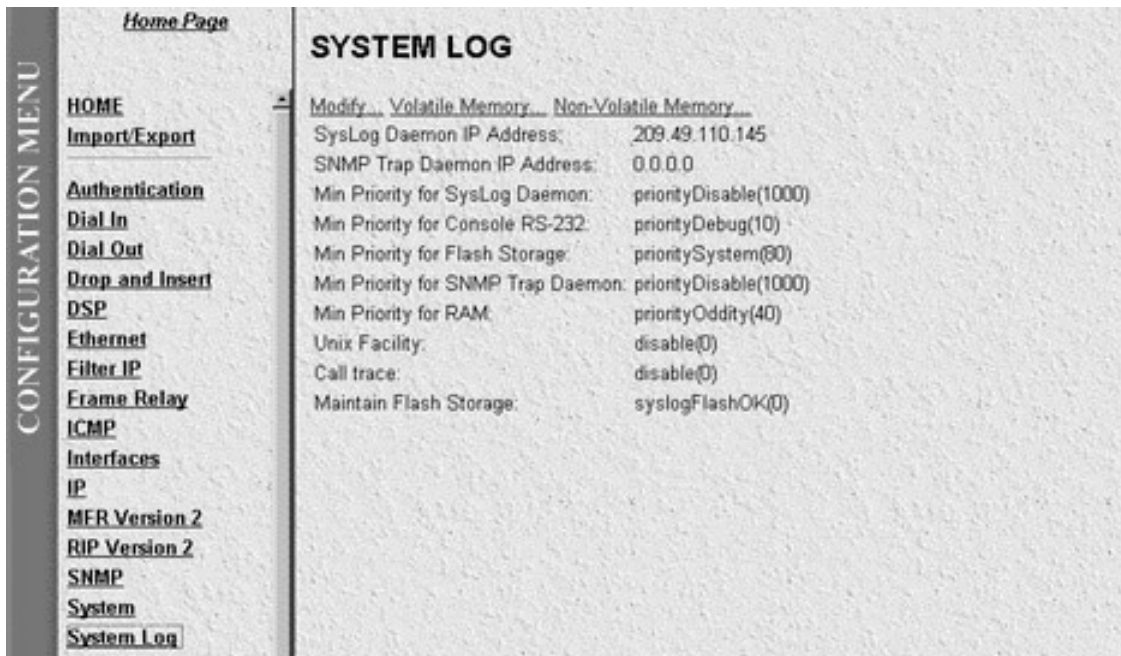 CONFIGURATION MENU
Home Page
HOME
Import/Export
Authentication
Dial In
Dial Out
Drop and Insert
DSP
Ethernet
Filter IP
Frame Relay
ICMP
Interfaces
IP
MFR Version 2
RIP Version 2
SNMP
System
System Log
SYSTEM LOG
Modify... Volatile Memory... Non-Volatile Memory...
SysLog Daemon IP Address: 209.49.110.145
SNMP Trap Daemon IP Address: 0.0.0.0
Min Priority for SysLog Daemon: priorityDisable(1000)
Min Priority for Console RS-232: priorityDebug(10)
Min Priority for Flash Storage: prioritySystem(80)
Min Priority for SNMP Trap Daemon: priorityDisable(1000)
Min Priority for RAM: priorityOddity(40)
Unix Facility: disable(0)
Call trace: disable(0)
Maintain Flash Storage: syslogFlashOK(0)